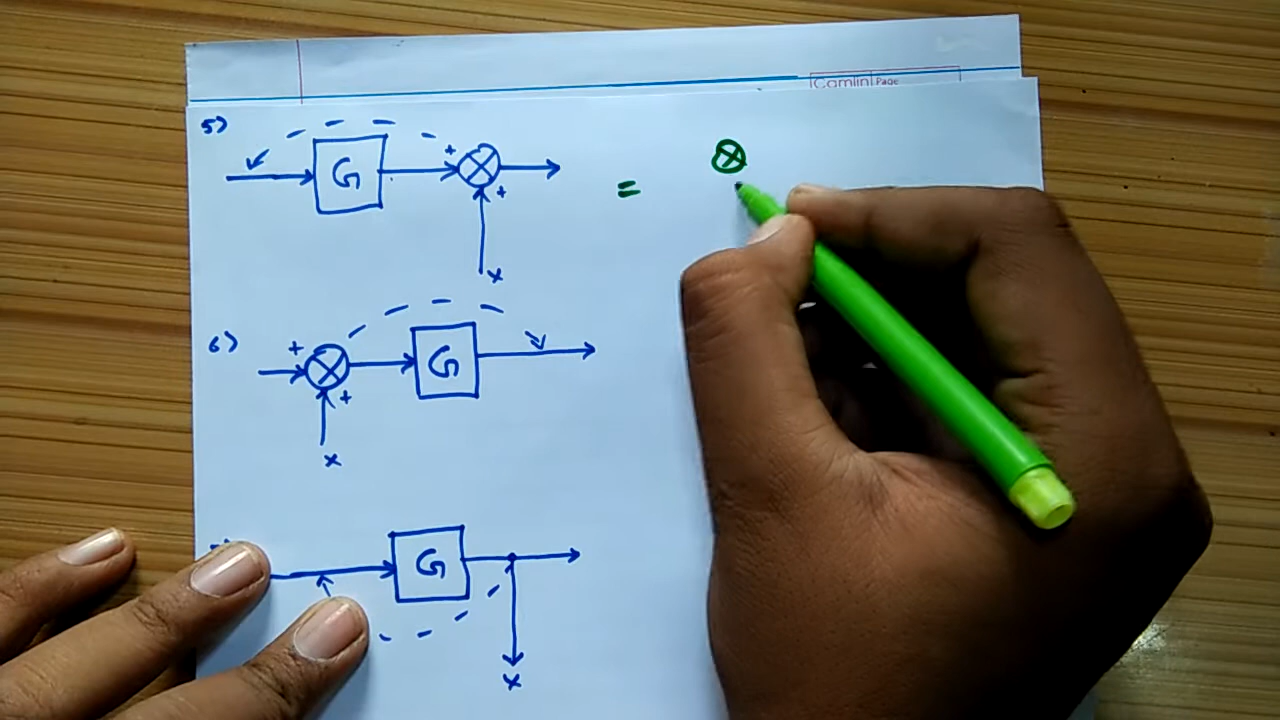 Camlin Page
5)
G
+
+
=
x
6)
+
G
+
x
G
x